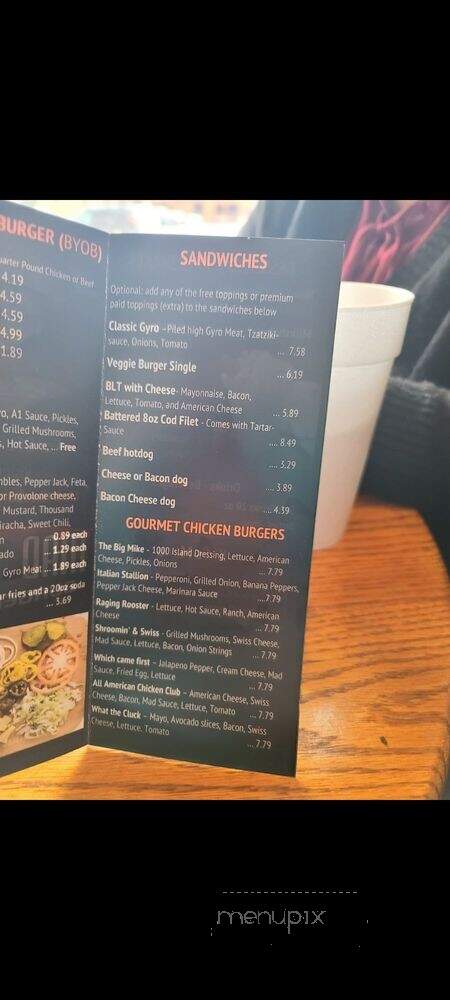 BURGER (BYOB)
uarter Pound Chicken or Beef
4.19
4.59
4.59
4.99
1.89
o, A1 Sauce, Pickles,
Grilled Mushrooms,
s, Hot Sauce, ... Free
mbles, Pepper Jack, Feta,
or Provolone cheese,
Mustard, Thousand
iracha, Sweet Chili,
n 0.89 each
ado ... 1.29 each
Gyro Meat ... 1.89 each
ur fries and a 20oz soda
... 3.69
SANDWICHES
Optional: add any of the free toppings or premium
paid toppings (extra) to the sandwiches below
Classic Gyro –Piled high Gyro Meat, Tzatziki-
sauce, Onions, Tomato
... 7.58
Veggie Burger Single
... 6.19
BLT with Cheese- Mayonnaise, Bacon,
Lettuce, Tomato, and American Cheese ... 5.89
Battered 8oz Cod Filet - Comes with Tartar-
Sauce
... 8.49
Beef hotdog
... 3.29
Cheese or Bacon dog
... 3.89
Bacon Cheese dog
... 4.39
GOURMET CHICKEN BURGERS
The Big Mike - 1000 Island Dressing, Lettuce, American
Cheese, Pickles, Onions ... 7.79
Italian Stallion - Pepperoni, Grilled Onion, Banana Peppers,
Pepper Jack Cheese, Marinara Sauce ....7.79
Raging Rooster - Lettuce, Hot Sauce, Ranch, American
Cheese ... 7.79
Shroomin' & Swiss - Grilled Mushrooms, Swiss Cheese,
Mad Sauce, Lettuce, Bacon, Onion Strings
... 7.79
Which came first – Jalapeno Pepper, Cream Cheese, Mad
Sauce, Fried Egg, Lettuce
... 7.79
All American Chicken Club – American Cheese, Swiss
Cheese, Bacon, Mad Sauce, Lettuce, Tomato ... 7.79
What the Cluck – Mayo, Avocado slices, Bacon, Swiss
Cheese, Lettuce, Tomato
... 7.79
menupix